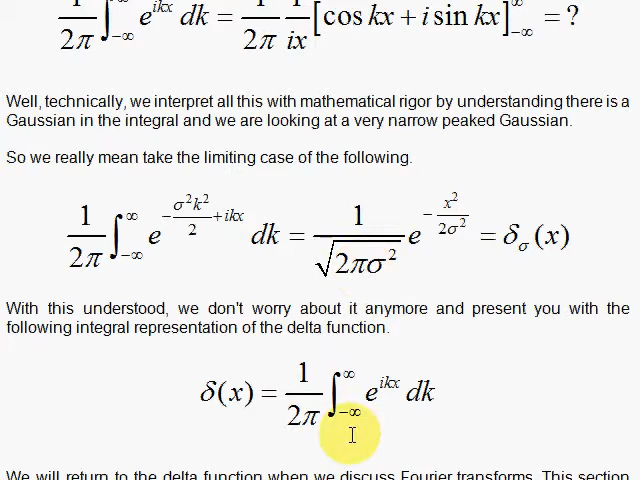 1/2π ∫_{-∞}^{∞} e^{ikx} dk = 1/2π 1/ix [cos kx + i sin kx]_{-∞}^{∞} = ?
Well, technically, we interpret all this with mathematical rigor by understanding there is a
Gaussian in the integral and we are looking at a very narrow peaked Gaussian.
So we really mean take the limiting case of the following.
1/2π ∫_{-∞}^{∞} e^{-σ²k²/2 + ikx} dk = 1/√(2πσ²) e^{-x²/2σ²} = δ_σ(x)
With this understood, we don't worry about it anymore and present you with the
following integral representation of the delta function.
δ(x) = 1/2π ∫_{-∞}^{∞} e^{ikx} dk
We will return to the delta function when we discuss Fourier transforms. This section